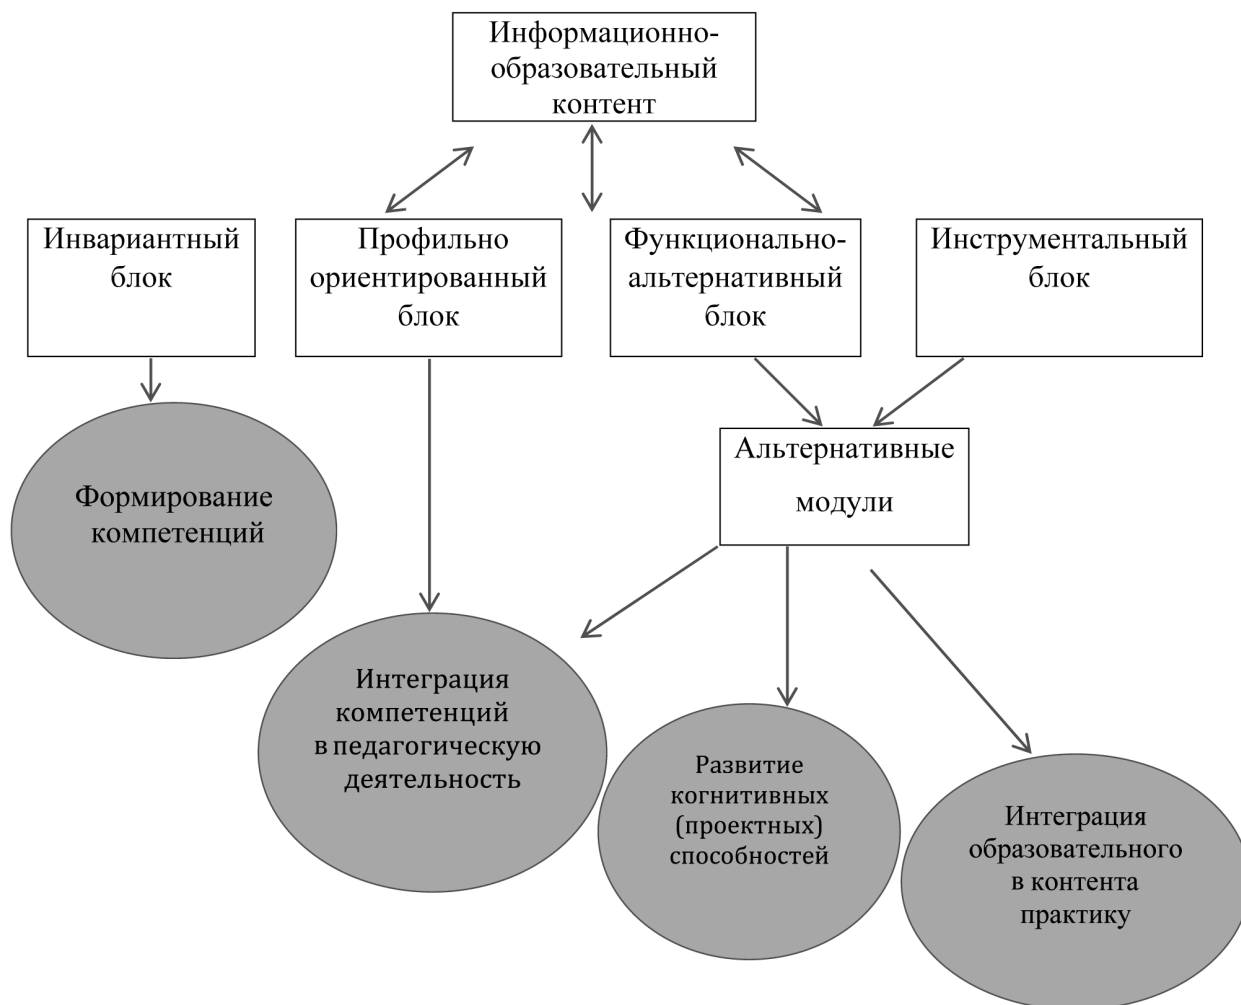 Информационно-
образовательный
контент
Инвариантный
блок
Профильно
ориентированный
блок
Функционально-
альтернативный
блок
Инструментальный
блок
Альтернативные
модули
Формирование
компетенций
Интеграция
компетенций
в педагогическую
деятельность
Развитие
когнитивных
(проектных)
способностей
Интеграция
образовательного
в контента
практику